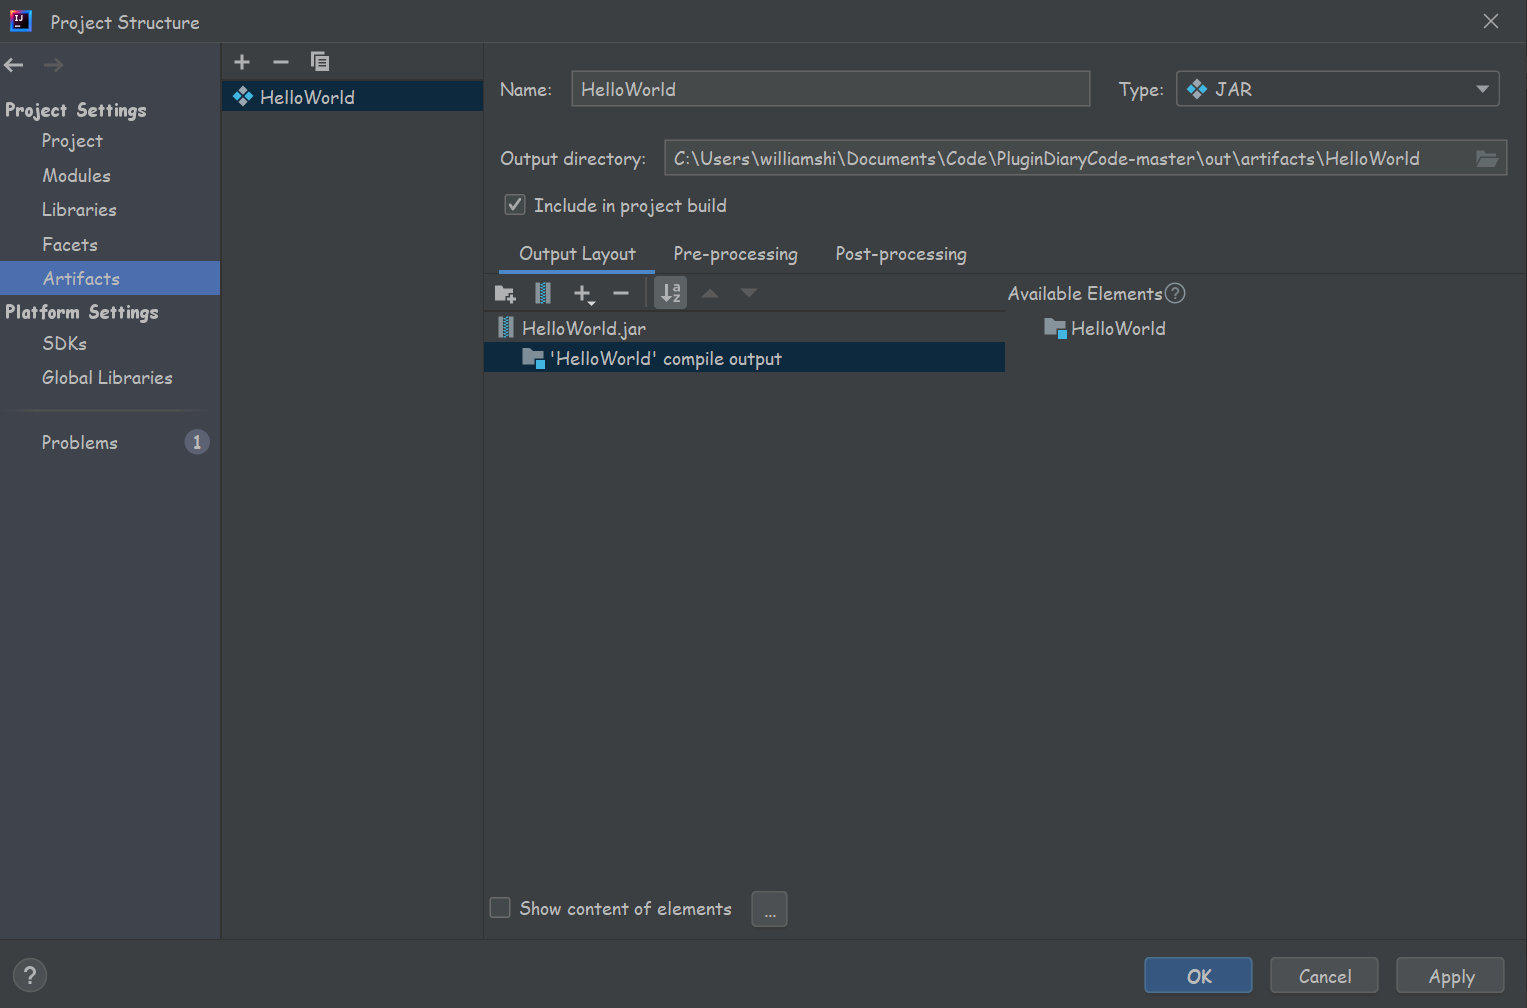 Project Structure
Project Settings
Project
Modules
Libraries
Facets
Artifacts
Platform Settings
SDKs
Global Libraries
Problems 1
HelloWorld
Name: HelloWorld Type: JAR
Output directory: C:\Users\williamshi\Documents\Code\PluginDiaryCode-master\out\artifacts\HelloWorld
Include in project build
Output Layout Pre-processing Post-processing
Available Elements ?
HelloWorld.jar
'HelloWorld' compile output
HelloWorld
Show content of elements ...
? OK Cancel Apply